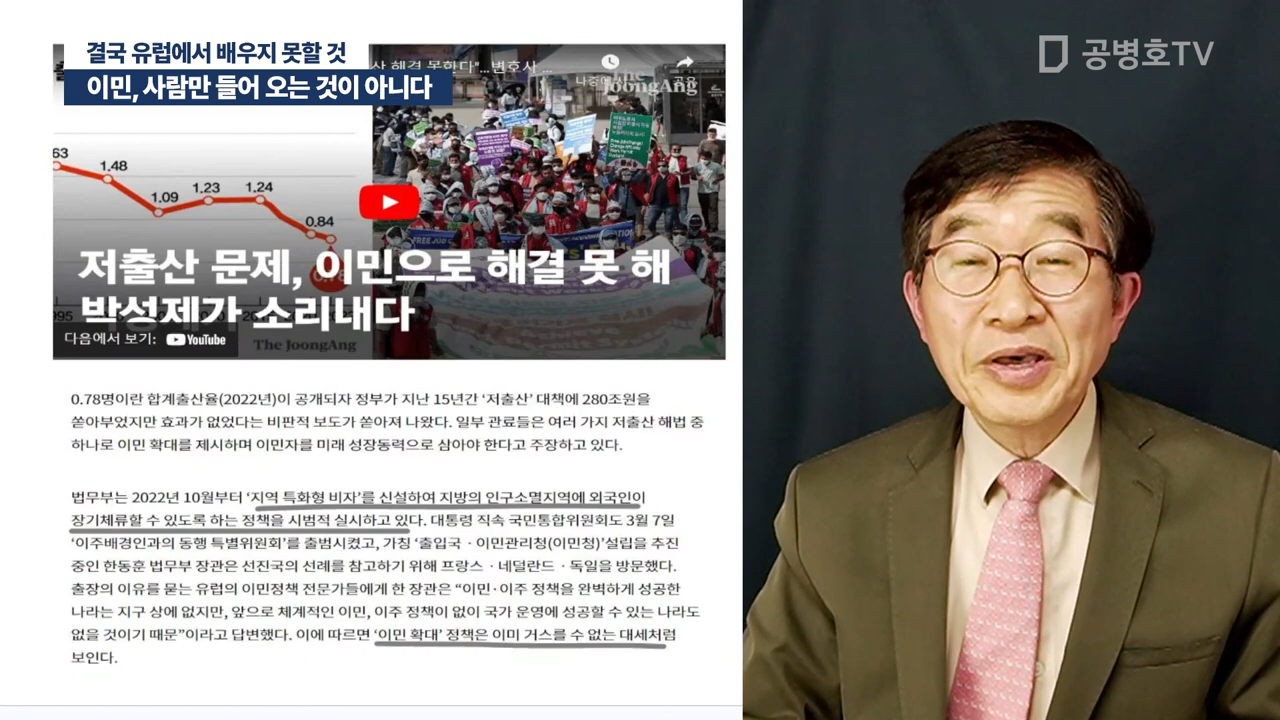 결국 유럽에서 배우지 못할 것
이민, 사람만 들어 오는 것이 아니다
공병호TV
산 해결 못한다"...변호사 ...
나중에
공유
JoongAng
63
1.48
1.09
1.23
1.24
0.84
FREE JOB
저출산 문제, 이민으로 해결 못 해
박성제가 소리내다
995
다음에서 보기: YouTube
The JoongAng
0.78명이란 합계출산율(2022년)이 공개되자 정부가 지난 15년간 ‘저출산’ 대책에 280조원을
쏟아부었지만 효과가 없었다는 비판적 보도가 쏟아져 나왔다. 일부 관료들은 여러 가지 저출산 해법 중
하나로 이민 확대를 제시하며 이민자를 미래 성장동력으로 삼아야 한다고 주장하고 있다.
법무부는 2022년 10월부터 ‘지역 특화형 비자’를 신설하여 지방의 인구소멸지역에 외국인이
장기체류할 수 있도록 하는 정책을 시범적 실시하고 있다. 대통령 직속 국민통합위원회도 3월 7일
‘이주배경인과의 동행 특별위원회’를 출범시켰고, 가칭 ‘출입국ㆍ이민관리청(이민청)’설립을 추진
중인 한동훈 법무부 장관은 선진국의 선례를 참고하기 위해 프랑스ㆍ네덜란드ㆍ독일을 방문했다.
출장의 이유를 묻는 유럽의 이민정책 전문가들에게 한 장관은 “이민·이주 정책을 완벽하게 성공한
나라는 지구 상에 없지만, 앞으로 체계적인 이민, 이주 정책이 없이 국가 운영에 성공할 수 있는 나라도
없을 것이기 때문”이라고 답변했다. 이에 따르면 ‘이민 확대’ 정책은 이미 거스를 수 없는 대세처럼
보인다.